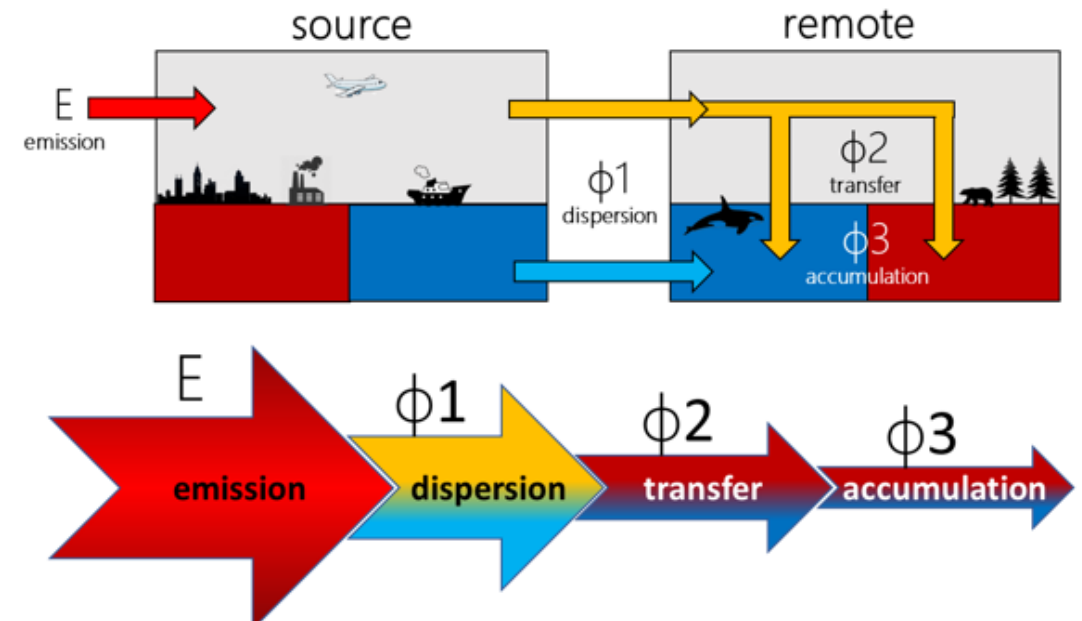 source
remote
E
emission
ϕ1
dispersion
ϕ2
transfer
ϕ3
accumulation
E
ϕ1
ϕ2
ϕ3
emission
dispersion
transfer
accumulation